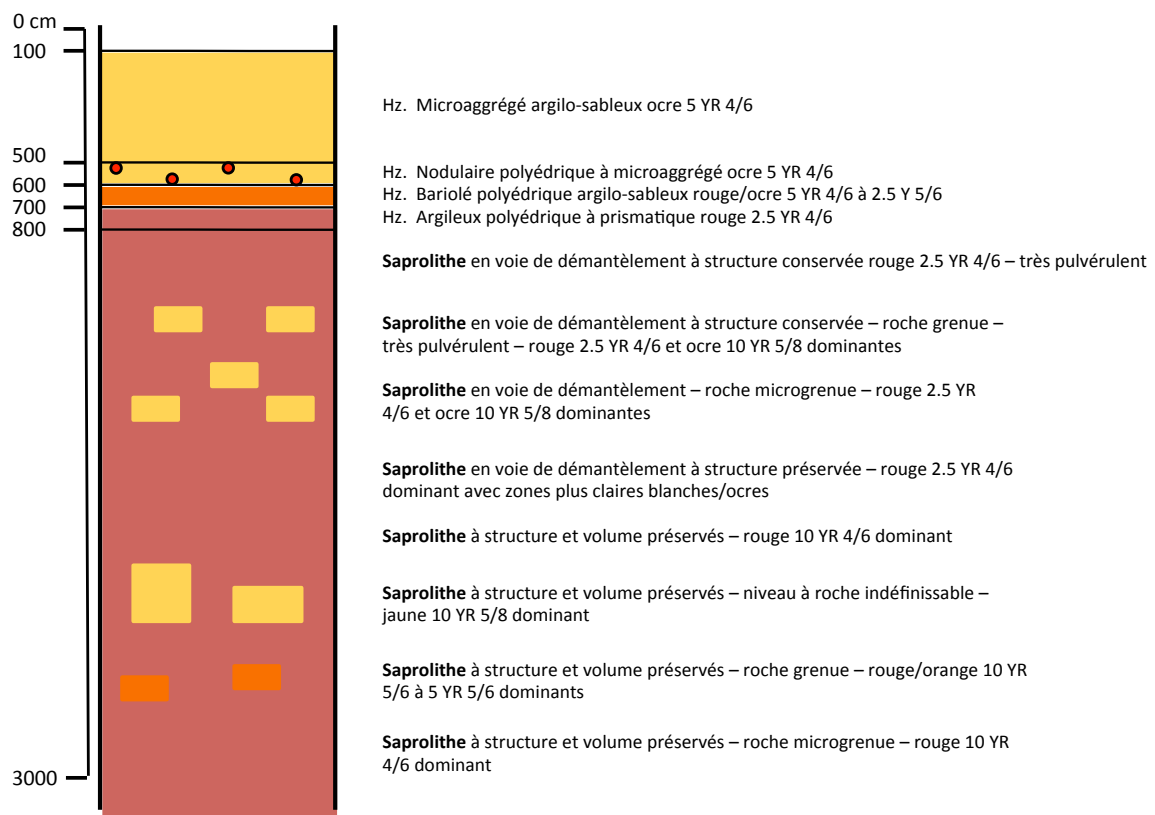 0 cm
100
500
600
700
800
3000
Hz. Microaggrégé argilo-sableux ocre 5 YR 4/6
Hz. Nodulaire polyédrique à microaggrégé ocre 5 YR 4/6
Hz. Bariolé polyédrique argilo-sableux rouge/ocre 5 YR 4/6 à 2.5 Y 5/6
Hz. Argileux polyédrique à prismatique rouge 2.5 YR 4/6
Saprolithe en voie de démantèlement à structure conservée rouge 2.5 YR 4/6 – très pulvérulent
Saprolithe en voie de démantèlement à structure conservée – roche grenue –
très pulvérulent – rouge 2.5 YR 4/6 et ocre 10 YR 5/8 dominantes
Saprolithe en voie de démantèlement – roche microgrenue – rouge 2.5 YR
4/6 et ocre 10 YR 5/8 dominantes
Saprolithe en voie de démantèlement à structure préservée – rouge 2.5 YR 4/6
dominant avec zones plus claires blanches/ocres
Saprolithe à structure et volume préservés – rouge 10 YR 4/6 dominant
Saprolithe à structure et volume préservés – niveau à roche indéfinissable –
jaune 10 YR 5/8 dominant
Saprolithe à structure et volume préservés – roche grenue – rouge/orange 10 YR
5/6 à 5 YR 5/6 dominants
Saprolithe à structure et volume préservés – roche microgrenue – rouge 10 YR
4/6 dominant